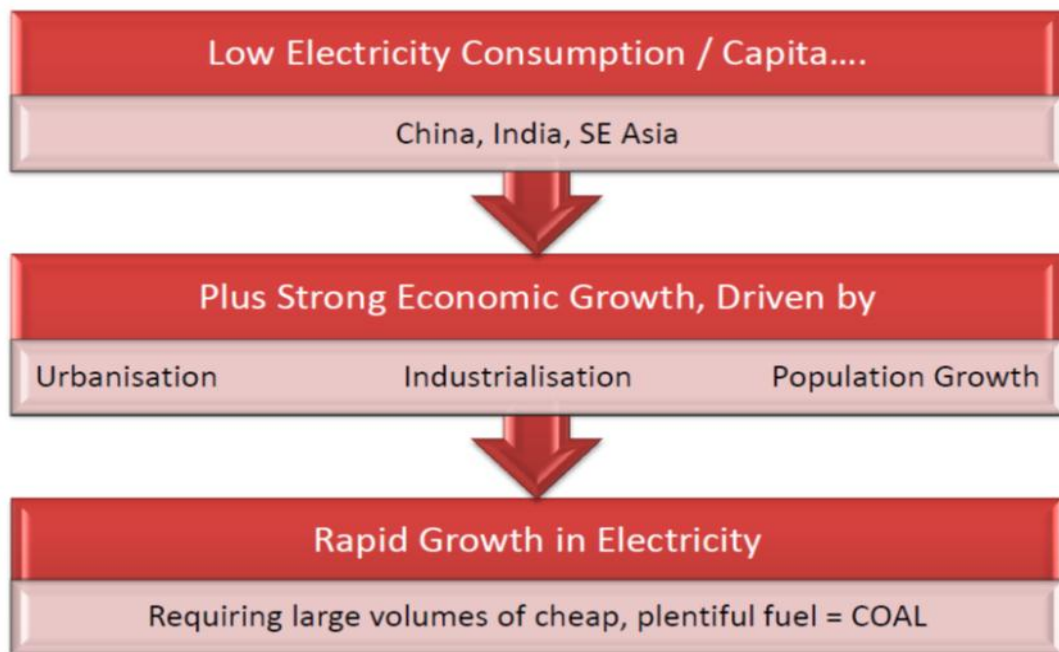 Low Electricity Consumption / Capita....
China, India, SE Asia
Plus Strong Economic Growth, Driven by
Urbanisation Industrialisation Population Growth
Rapid Growth in Electricity
Requiring large volumes of cheap, plentiful fuel = COAL